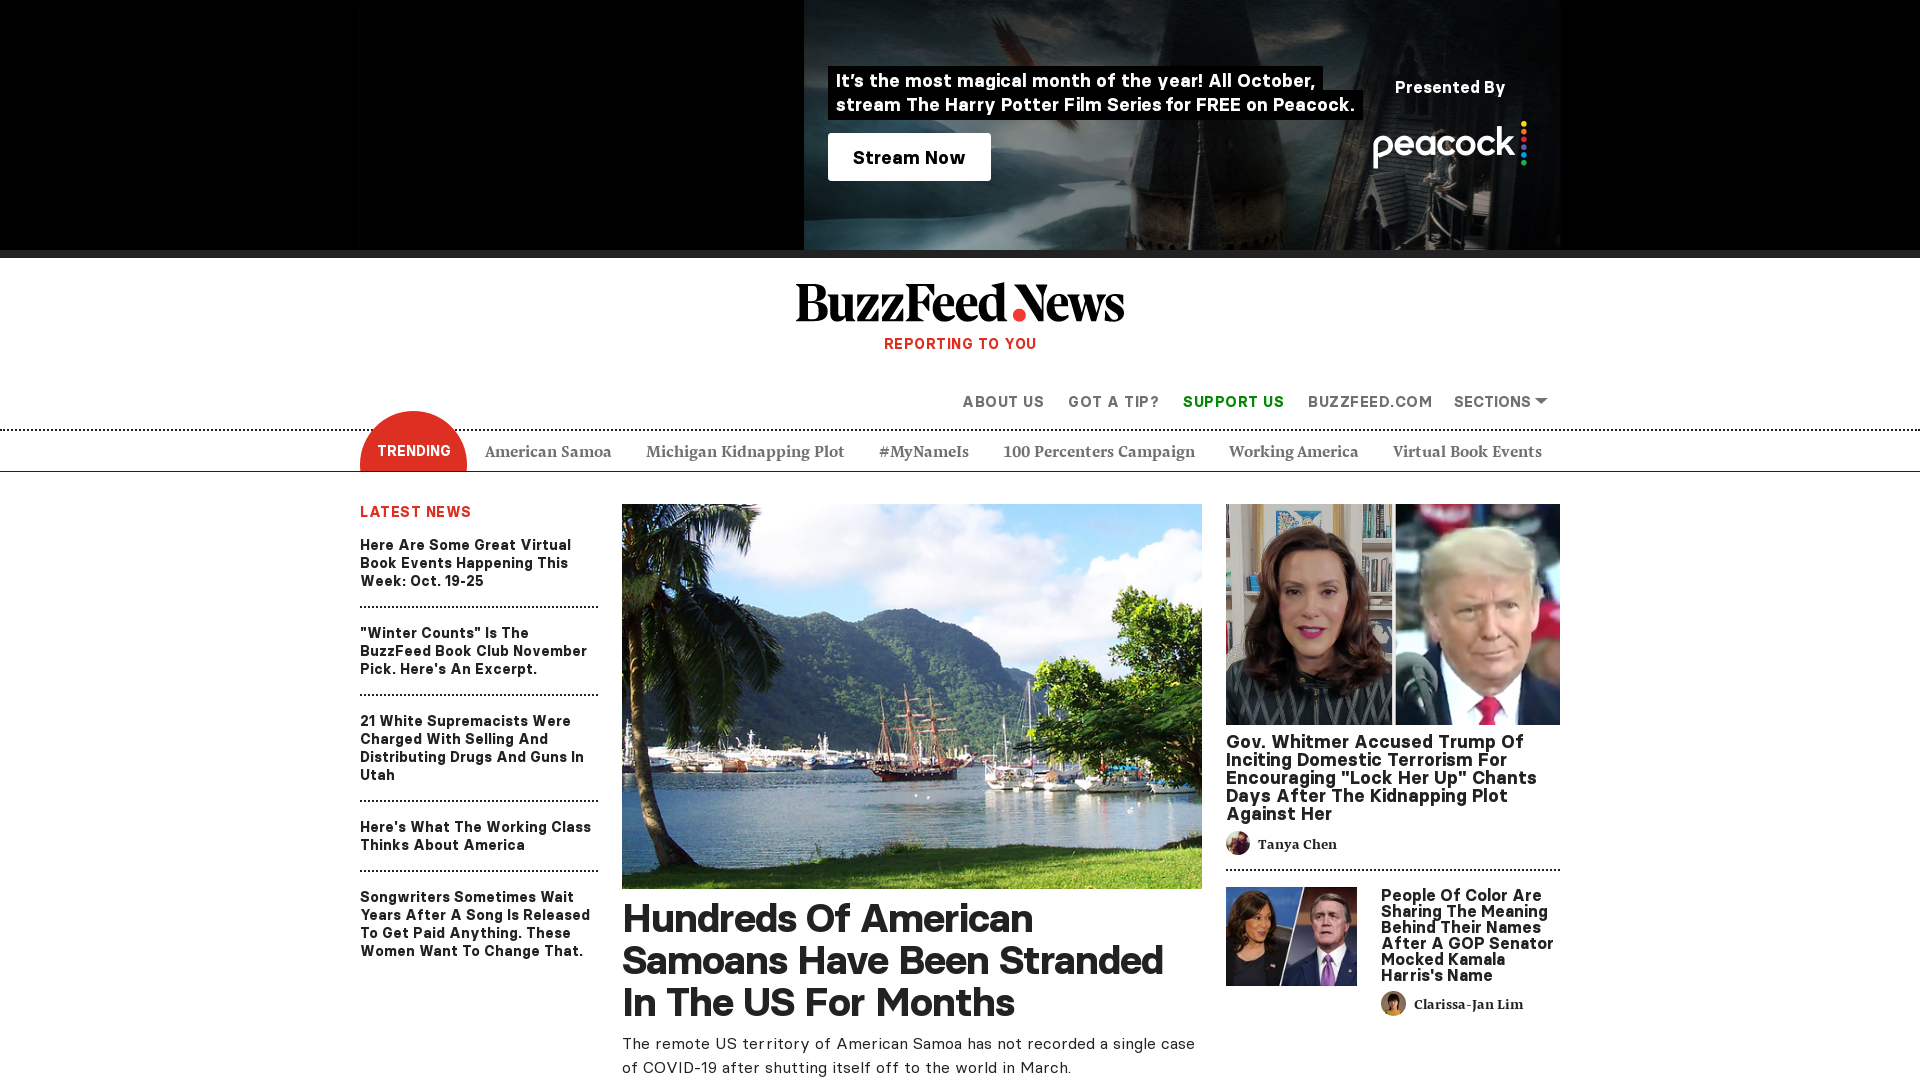 It's the most magical month of the year! All October,
stream The Harry Potter Film Series for FREE on Peacock.
Stream Now
Presented By
peacock
BuzzFeed News
REPORTING TO YOU
ABOUT US
GOT A TIP?
SUPPORT US
BUZZFEED.COM
SECTIONS
TRENDING
American Samoa
Michigan Kidnapping Plot
#MyNameIs
100 Percenters Campaign
Working America
Virtual Book Events
LATEST NEWS
Here Are Some Great Virtual
Book Events Happening This
Week: Oct. 19-25
"Winter Counts" Is The
BuzzFeed Book Club November
Pick. Here's An Excerpt.
21 White Supremacists Were
Charged With Selling And
Distributing Drugs And Guns In
Utah
Here's What The Working Class
Thinks About America
Songwriters Sometimes Wait
Years After A Song Is Released
To Get Paid Anything. These
Women Want To Change That.
Hundreds Of American
Samoans Have Been Stranded
In The US For Months
The remote US territory of American Samoa has not recorded a single case
of COVID-19 after shutting itself off to the world in March.
Gov. Whitmer Accused Trump Of
Inciting Domestic Terrorism For
Encouraging "Lock Her Up" Chants
Days After The Kidnapping Plot
Against Her
Tanya Chen
People Of Color Are
Sharing The Meaning
Behind Their Names
After A GOP Senator
Mocked Kamala
Harris's Name
Clarissa-Jan Lim